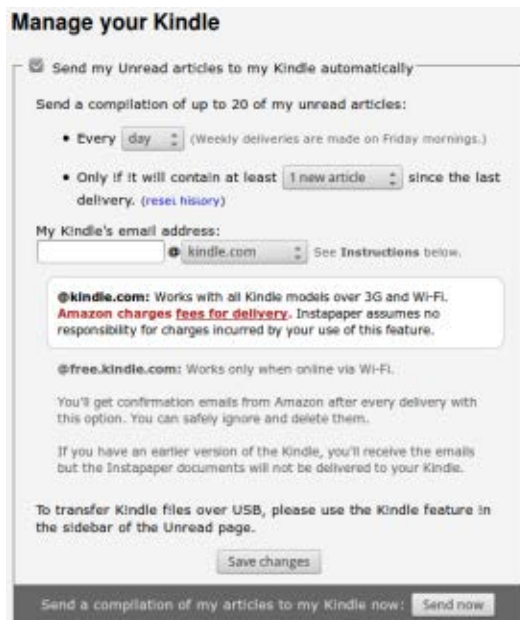 Manage your Kindle
Send my Unread articles to my Kindle automatically
Send a compilation of up to 20 of my unread articles:
• Every day (Weekly deliveries are made on Friday mornings.)
• Only if it will contain at least 1 new article since the last
delivery. (reset history)
My Kindle's email address:
@ kindle.com See Instructions below.
@kindle.com: Works with all Kindle models over 3G and Wi-Fi.
Amazon charges fees for delivery. Instapaper assumes no
responsibility for charges incurred by your use of this feature.
@free.kindle.com: Works only when online via Wi-Fi.
You'll get confirmation emails from Amazon after every delivery with
this option. You can safely ignore and delete them.
If you have an earlier version of the Kindle, you'll receive the emails
but the Instapaper documents will not be delivered to your Kindle.
To transfer Kindle files over USB, please use the Kindle feature in
the sidebar of the Unread page.
Save changes
Send a compilation of my articles to my Kindle now: Send now